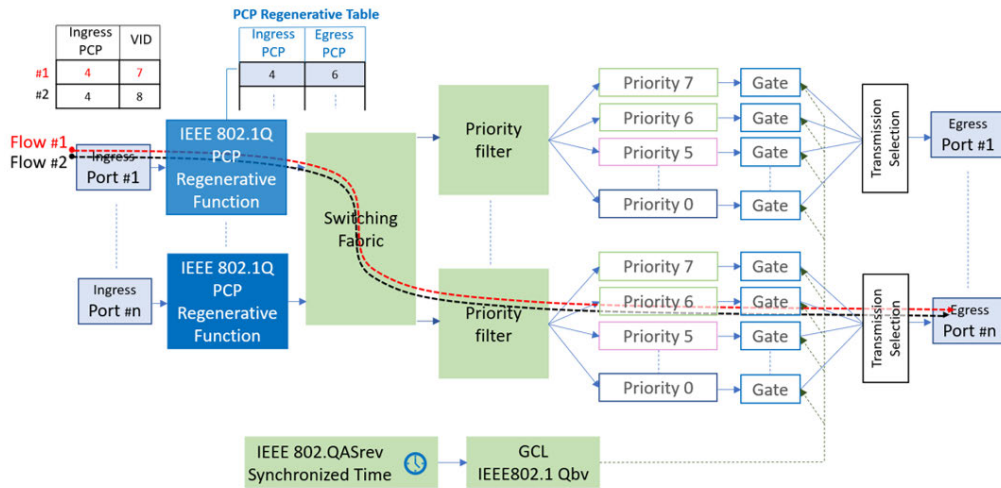 PCP Regenerative Table
Ingress
PCP
VID
#1
4
7
#2
4
8
Ingress
PCP
Egress
PCP
4
6
Flow #1
Flow #2
Ingress
Port #1
IEEE 802.1Q
PCP
Regenerative
Function
Switching
Fabric
Priority
filter
Priority 7
Gate
Priority 6
Gate
Priority 5
Gate
Priority 0
Gate
Transmission
Selection
Egress
Port #1
Ingress
Port #n
IEEE 802.1Q
PCP
Regenerative
Function
Priority
filter
Priority 7
Gate
Priority 6
Gate
Priority 5
Gate
Priority 0
Gate
Transmission
Selection
Egress
Port #n
IEEE 802.QASrev
Synchronized Time
GCL
IEEE802.1 Qbv